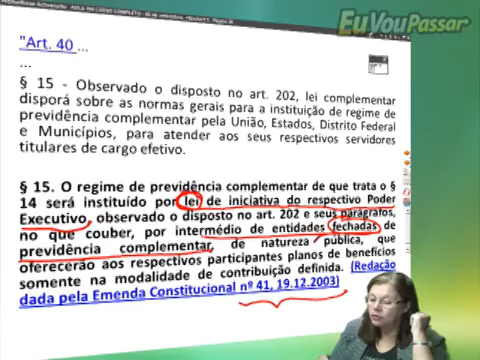 EuVouPassar
"Art. 40 ...
...
§ 15 - Observado o disposto no art. 202, lei complementar
disporá sobre as normas gerais para a instituição de regime de
previdência complementar pela União, Estados, Distrito Federal
e Municípios, para atender aos seus respectivos servidores
titulares de cargo efetivo.
§ 15. O regime de previdência complementar de que trata o §
14 será instituído por lei de iniciativa do respectivo Poder
Executivo, observado o disposto no art. 202 e seus parágrafos,
no que couber, por intermédio de entidades fechadas de
previdência complementar, de natureza pública, que
oferecerão aos respectivos participantes planos de benefícios
somente na modalidade de contribuição definida. (Redação
dada pela Emenda Constitucional nº 41, 19.12.2003)